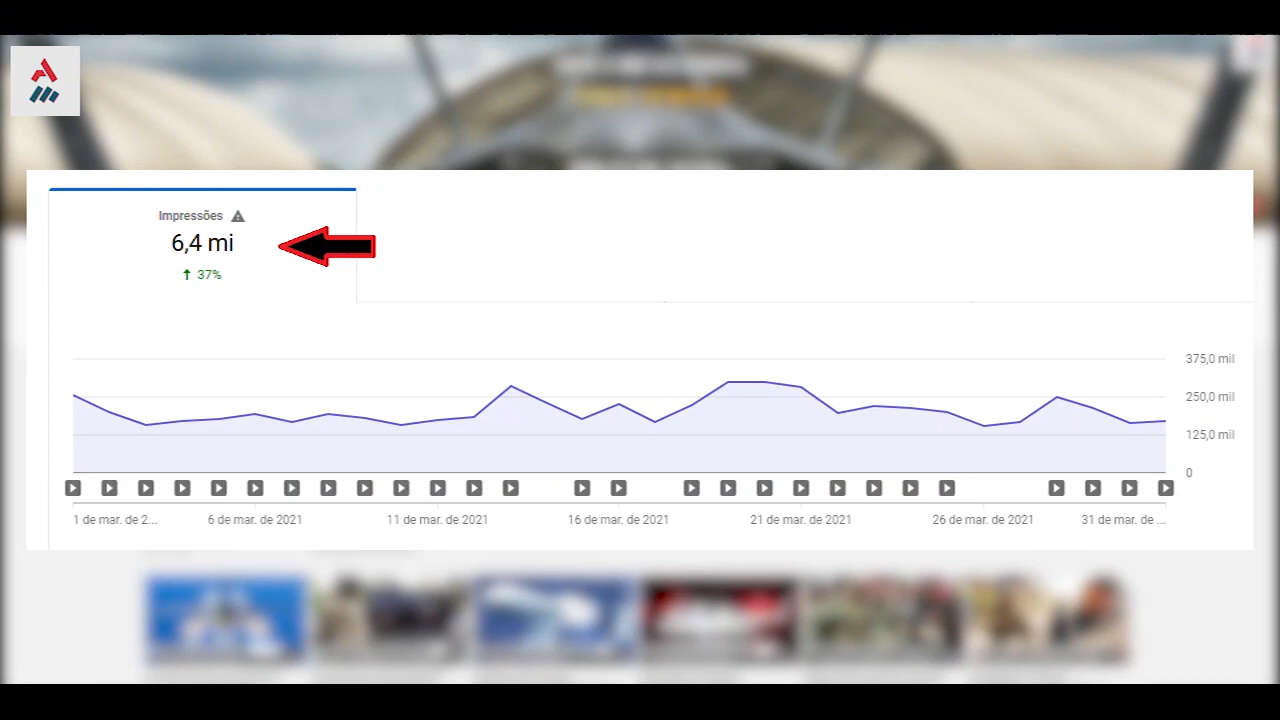 Impressões
6,4 mi
37%
375,0 mil
250,0 mil
125,0 mil
0
1 de mar. de 2...
6 de mar. de 2021
11 de mar. de 2021
16 de mar. de 2021
21 de mar. de 2021
26 de mar. de 2021
31 de mar. de ...